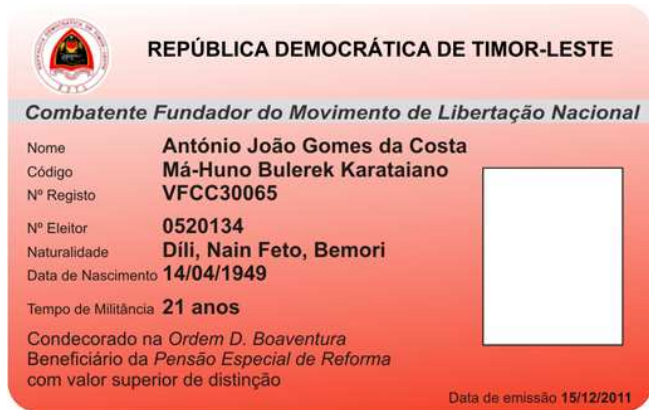 REPÚBLICA DEMOCRÁTICA DE TIMOR-LESTE
Combatente Fundador do Movimento de Libertação Nacional
Nome António João Gomes da Costa
Código Má-Huno Bulerek Karataiano
Nº Registo VFCC30065
Nº Eleitor 0520134
Naturalidade Díli, Nain Feto, Bemori
Data de Nascimento 14/04/1949
Tempo de Militância 21 anos
Condecorado na Ordem D. Boaventura
Beneficiário da Pensão Especial de Reforma
com valor superior de distinção
Data de emissão 15/12/2011